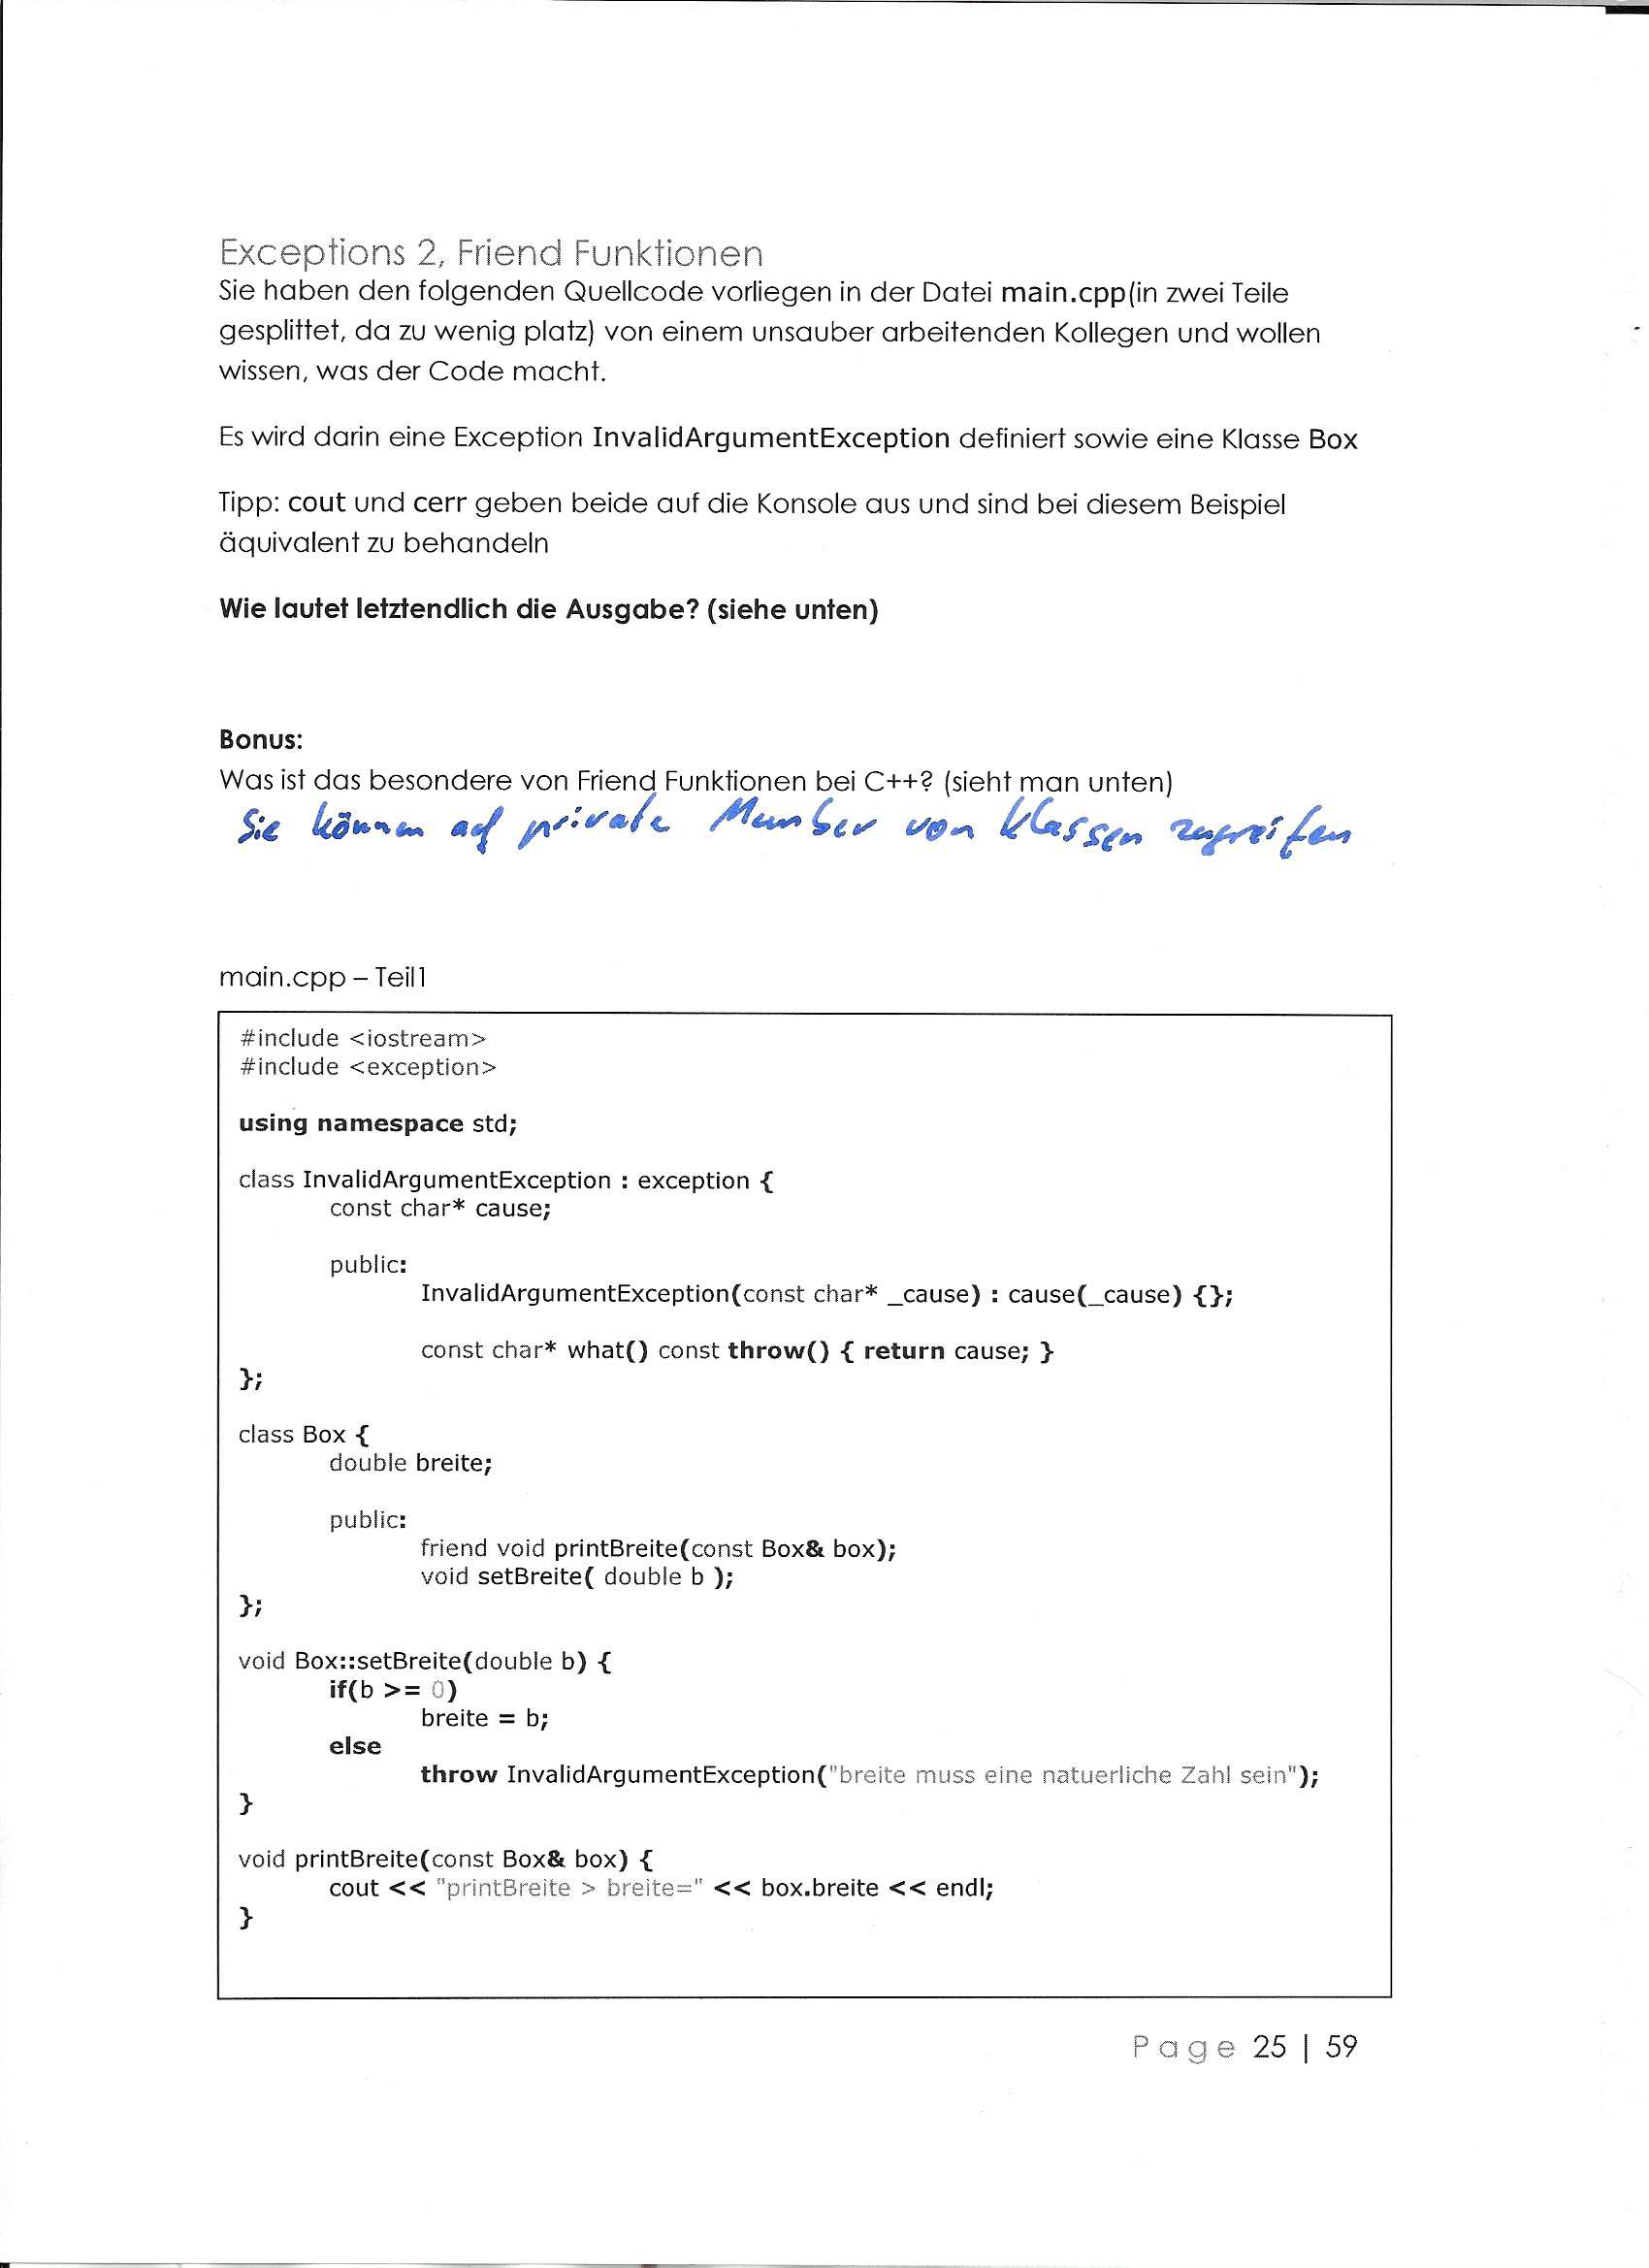 Exceptions 2, Friend Funktionen
Sie haben den folgenden Quellcode vorliegen in der Datei main.cpp(in zwei Teile
gesplittet, da zu wenig platz) von einem unsauber arbeitenden Kollegen und wollen
wissen, was der Code macht.
Es wird darin eine Exception InvalidArgumentException definiert sowie eine Klasse Box
Tipp: cout und cerr geben beide auf die Konsole aus und sind bei diesem Beispiel
äquivalent zu behandeln
Wie lautet letztendlich die Ausgabe? (siehe unten)
Bonus:
Was ist das besondere von Friend Funktionen bei C++? (sieht man unten)
Sie können auf private Member von Klassen zugreifen
main.cpp – Teil1
#include <iostream>
#include <exception>
using namespace std;
class InvalidArgumentException : exception {
const char* cause;
public:
InvalidArgumentException(const char* _cause) : cause(_cause) {};
const char* what() const throw() { return cause; }
};
class Box {
double breite;
public:
friend void printBreite(const Box& box);
void setBreite( double b );
};
void Box::setBreite(double b) {
if(b >= 0)
breite = b;
else
throw InvalidArgumentException("breite muss eine natuerliche Zahl sein");
}
void printBreite(const Box& box) {
cout << "printBreite > breite=" << box.breite << endl;
}
Page 25 | 59